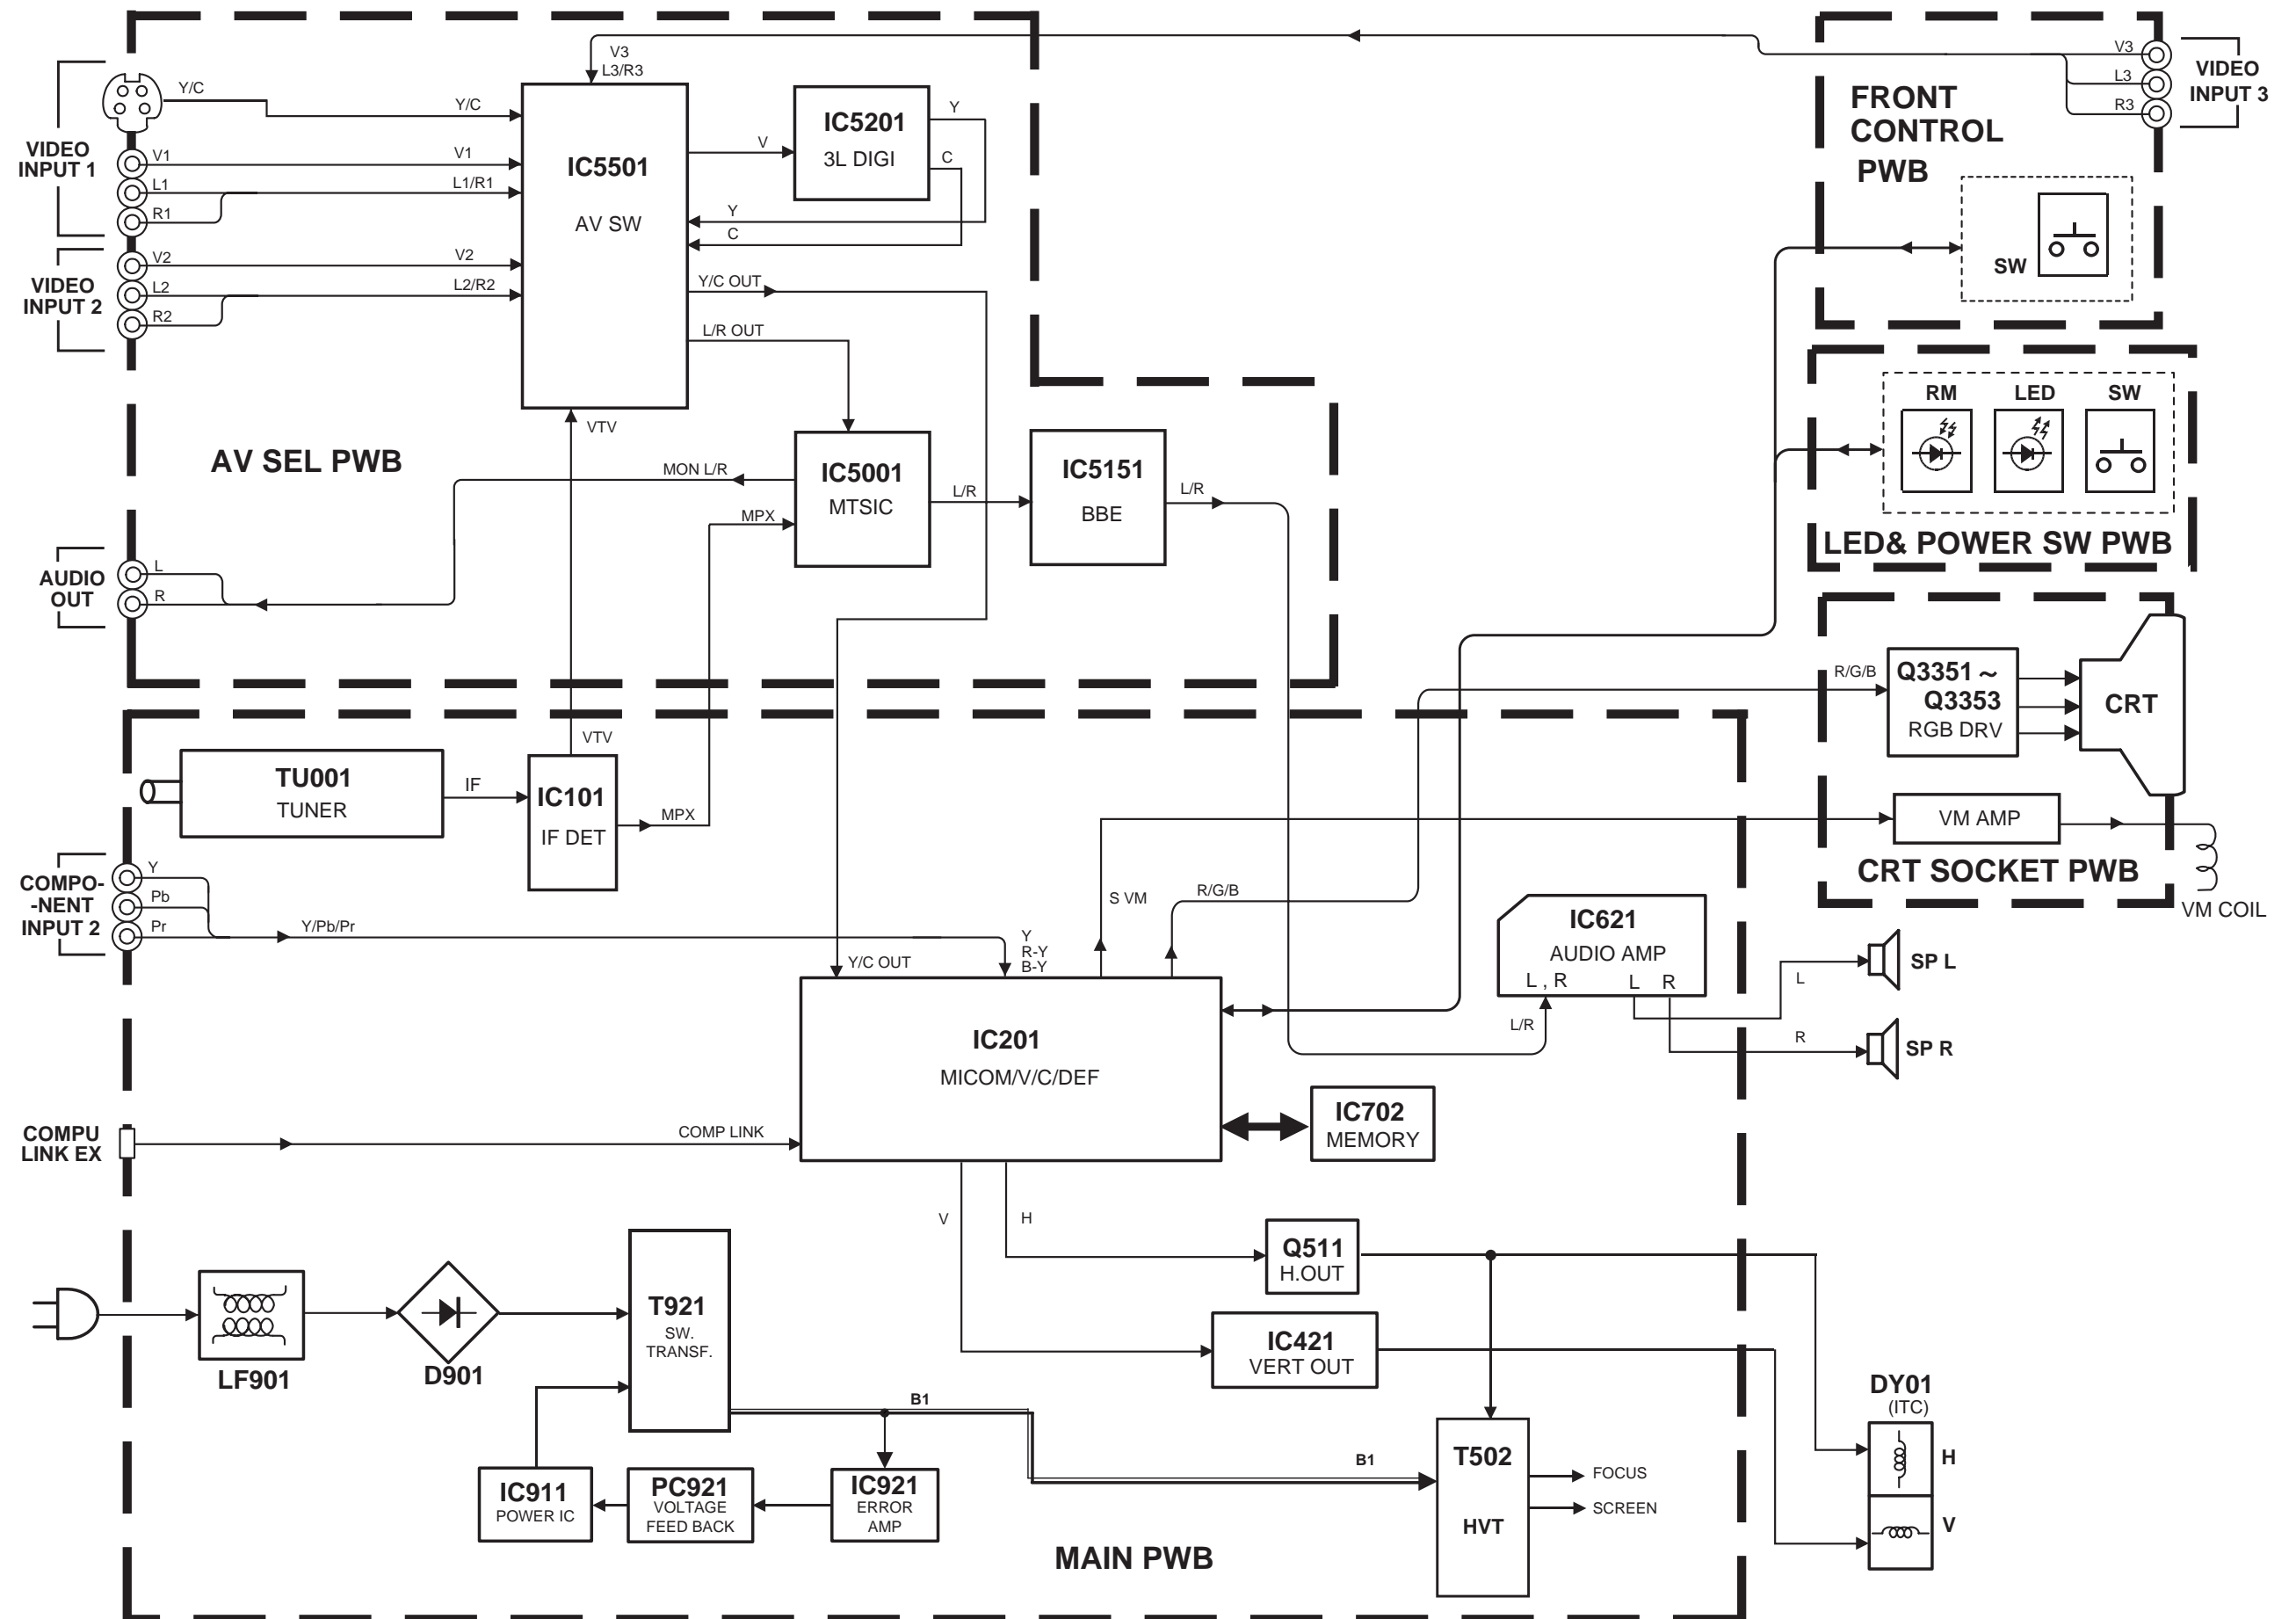 VIDEO
INPUT 1
Y/C
Y/C
V1
V1
L1
L1/R1
R1
VIDEO
INPUT 2
V2
V2
L2
L2/R2
R2
V3
L3/R3
IC5501
AV SW
V
IC5201
3L DIGI
Y
C
Y
C
Y/C OUT
L/R OUT
VTV
AV SEL PWB
MON L/R
MPX
IC5001
MTSIC
L/R
IC5151
BBE
L/R
AUDIO
OUT
L
R
FRONT
CONTROL
PWB
V3
L3
R3
VIDEO
INPUT 3
SW
RM
LED
SW
LED& POWER SW PWB
R/G/B
Q3351 ~
Q3353
RGB DRV
CRT
VM AMP
CRT SOCKET PWB
VM COIL
VTV
TU001
TUNER
IF
IC101
IF DET
MPX
COMPO-
-NENT
INPUT 2
Y
Pb
Pr
Y/Pb/Pr
Y/C OUT
Y
R-Y
B-Y
S VM
R/G/B
IC621
AUDIO AMP
L , R
L
R
L/R
L
SP L
R
SP R
IC201
MICOM/V/C/DEF
IC702
MEMORY
COMPU
LINK EX
COMP LINK
V
H
Q511
H.OUT
IC421
VERT OUT
LF901
D901
T921
SW.
TRANSF.
B1
IC911
POWER IC
PC921
VOLTAGE
FEED BACK
IC921
ERROR
AMP
B1
T502
HVT
FOCUS
SCREEN
DY01
(ITC)
H
V
MAIN PWB